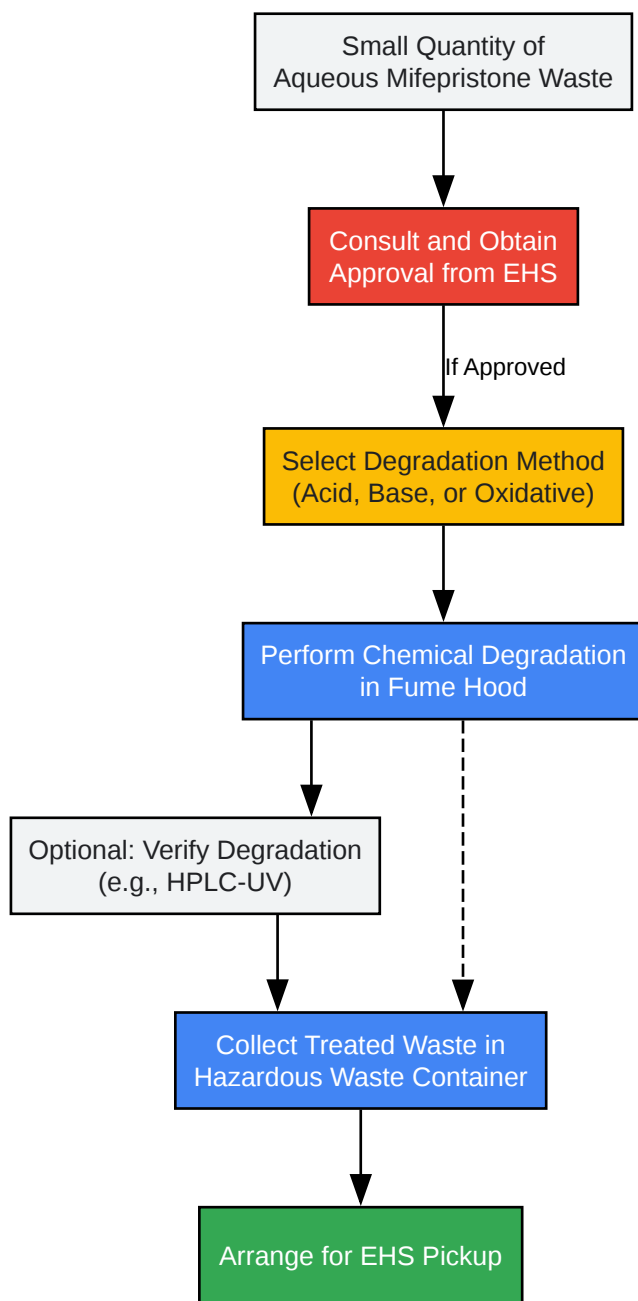 Small Quantity of
Aqueous Mifepristone Waste
Consult and Obtain
Approval from EHS
If Approved
Select Degradation Method
(Acid, Base, or Oxidative)
Perform Chemical Degradation
in Fume Hood
Optional: Verify Degradation
(e.g., HPLC-UV)
Collect Treated Waste in
Hazardous Waste Container
Arrange for EHS Pickup